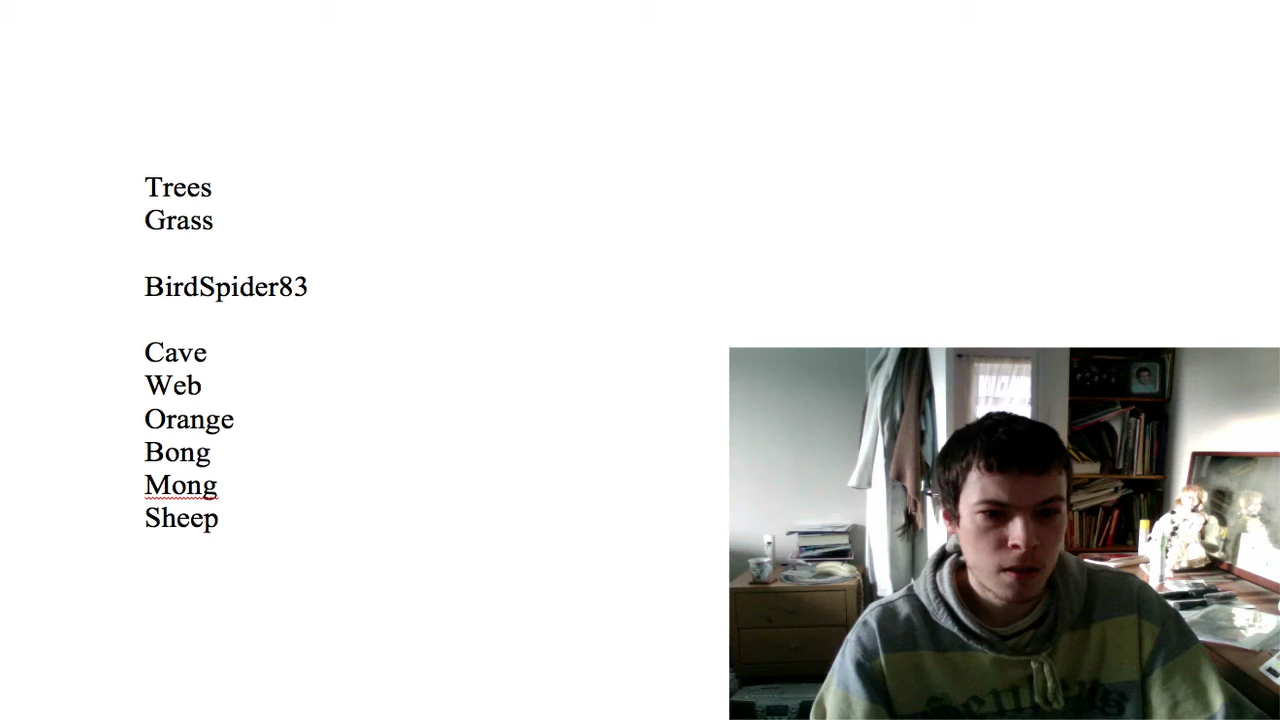 Trees
Grass
BirdSpider83
Cave
Web
Orange
Bong
Mong
Sheep